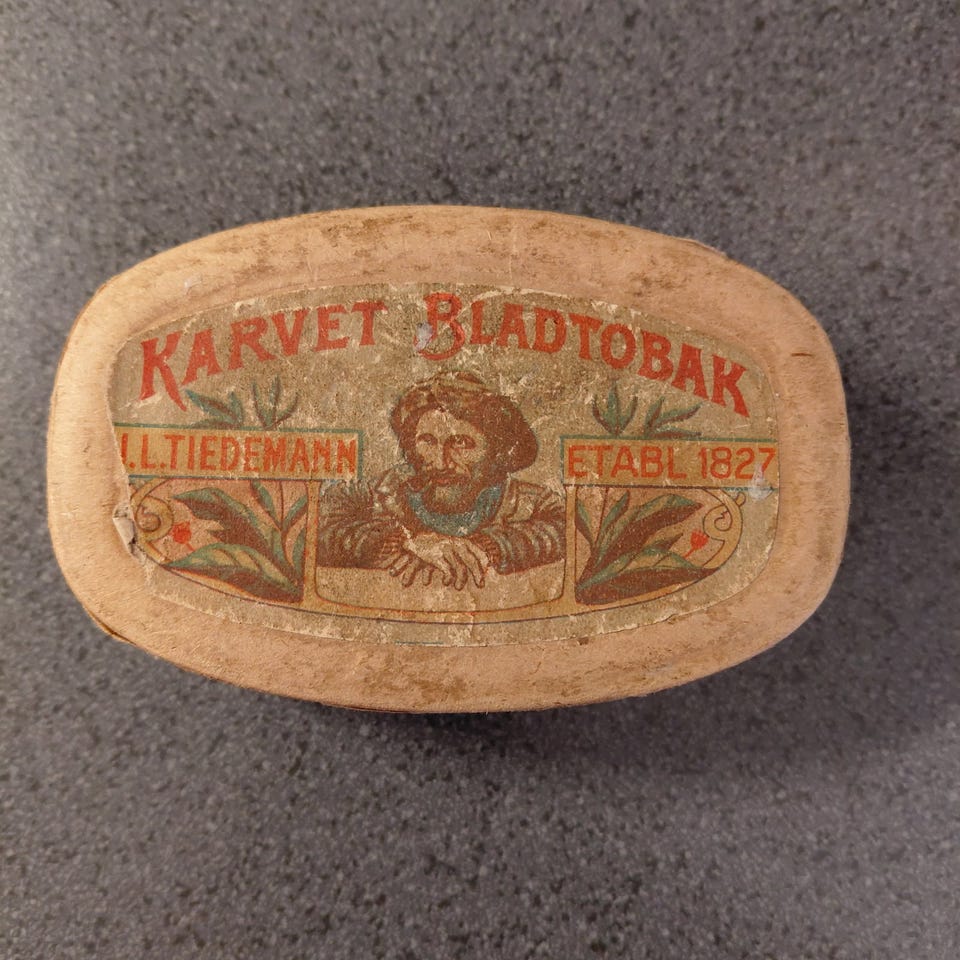 KARVET BLADTOBAK
J.L.TIEDEMANN
ETABL 1827